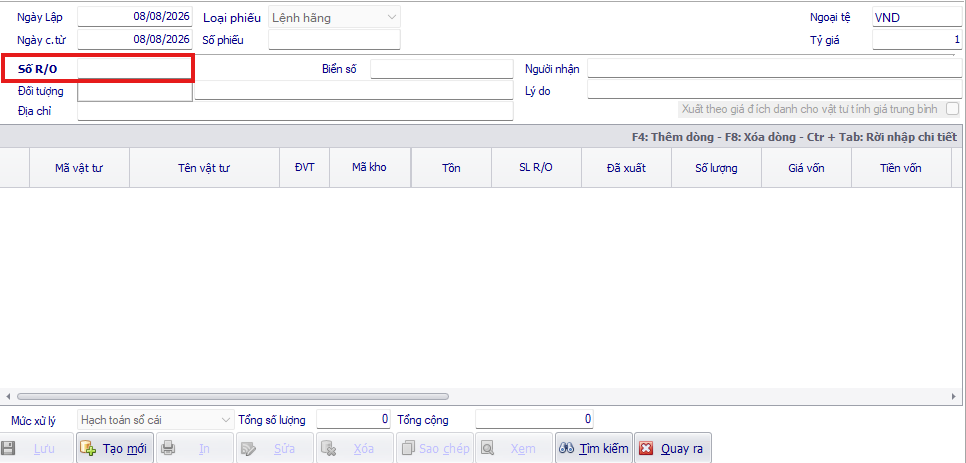 Ngày Lập 08/08/2026 Loại phiếu Lệnh hãng Ngoại tệ VND
Ngày c.từ 08/08/2026 Số phiếu Tỷ giá 1
Số R/O Biển số Người nhận
Đối tượng Lý do
Địa chỉ Xuất theo giá đích danh cho vật tư tính giá trung bình
F4: Thêm dòng - F8: Xóa dòng - Ctr + Tab: Rời nhập chi tiết
Mã vật tư Tên vật tư ĐVT Mã kho Tồn SL R/O Đã xuất Số lượng Giá vốn Tiền vốn
Mức xử lý Hạch toán sổ cái Tổng số lượng 0 Tổng cộng 0
Lưu Tạo mới In Sửa Xóa Sao chép Xem Tìm kiếm Quay ra